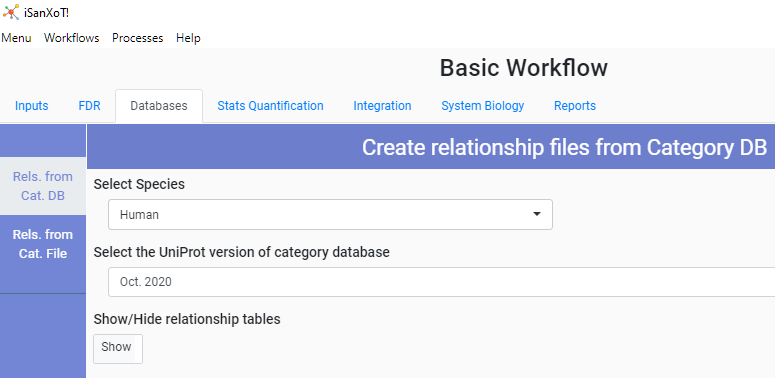 iSanXoT!
Menu Workflows Processes Help
Basic Workflow
Inputs FDR Databases Stats Quantification Integration System Biology Reports
Create relationship files from Category DB
Rels. from
Cat. DB
Select Species
Human
Rels. from
Cat. File
Select the UniProt version of category database
Oct. 2020
Show/Hide relationship tables
Show